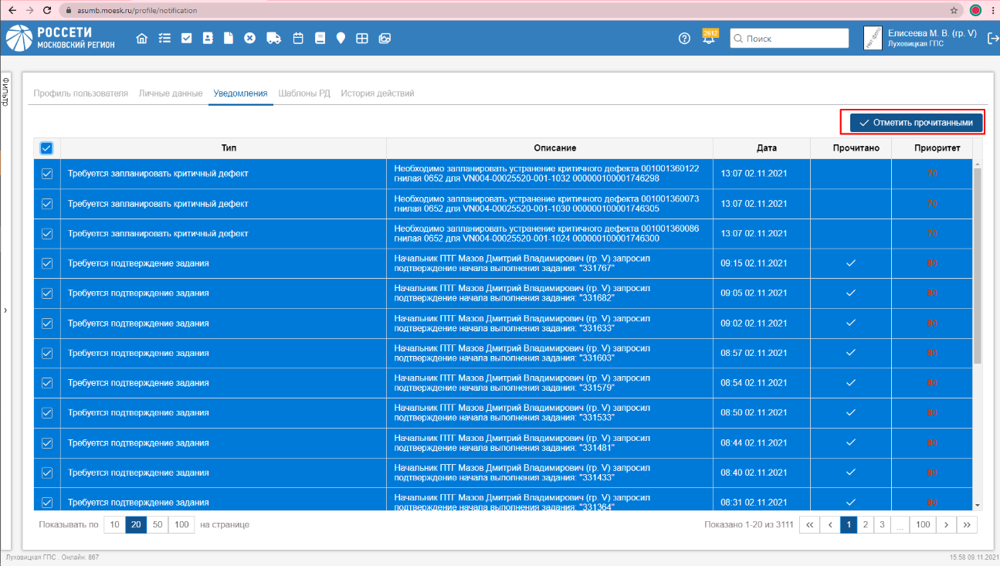 asumb.moesk.ru/profile/notification
РОССЕТИ
МОСКОВСКИЙ РЕГИОН
2812
Поиск
Нет фото
Елисеева М. В. (гр. V)
Луховицкая ГПС
Фильтр
Профиль пользователя Личные данные Уведомления Шаблоны РД История действий
Отметить прочитанными
Тип Описание Дата Прочитано Приоритет
Требуется запланировать критичный дефект Необходимо запланировать устранение критичного дефекта 001001360122 13:07 02.11.2021 70
гнилая 0652 для VN004-00025520-001-1032 000000100001746298
Требуется запланировать критичный дефект Необходимо запланировать устранение критичного дефекта 001001360073 13:07 02.11.2021 70
гнилая 0652 для VN004-00025520-001-1030 000000100001746305
Требуется запланировать критичный дефект Необходимо запланировать устранение критичного дефекта 001001360086 13:07 02.11.2021 70
гнилая 0652 для VN004-00025520-001-1024 000000100001746300
Требуется подтверждение задания Начальник ПТГ Мазов Дмитрий Владимирович (гр. V) запросил 09:15 02.11.2021 80
подтверждение начала выполнения задания: "331767"
Требуется подтверждение задания Начальник ПТГ Мазов Дмитрий Владимирович (гр. V) запросил 09:05 02.11.2021 80
подтверждение начала выполнения задания: "331682"
Требуется подтверждение задания Начальник ПТГ Мазов Дмитрий Владимирович (гр. V) запросил 09:02 02.11.2021 80
подтверждение начала выполнения задания: "331633"
Требуется подтверждение задания Начальник ПТГ Мазов Дмитрий Владимирович (гр. V) запросил 08:57 02.11.2021 80
подтверждение начала выполнения задания: "331603"
Требуется подтверждение задания Начальник ПТГ Мазов Дмитрий Владимирович (гр. V) запросил 08:54 02.11.2021 80
подтверждение начала выполнения задания: "331579"
Требуется подтверждение задания Начальник ПТГ Мазов Дмитрий Владимирович (гр. V) запросил 08:50 02.11.2021 80
подтверждение начала выполнения задания: "331533"
Требуется подтверждение задания Начальник ПТГ Мазов Дмитрий Владимирович (гр. V) запросил 08:44 02.11.2021 80
подтверждение начала выполнения задания: "331481"
Требуется подтверждение задания Начальник ПТГ Мазов Дмитрий Владимирович (гр. V) запросил 08:40 02.11.2021 80
подтверждение начала выполнения задания: "331433"
Требуется подтверждение задания Начальник ПТГ Мазов Дмитрий Владимирович (гр. V) запросил 08:31 02.11.2021 80
подтверждение начала выполнения задания: "331364"
Показывать по 10 20 50 100 на странице Показано 1-20 из 3111 « ‹ 1 2 3 ... 100 › »
Луховицкая ГПС . Онлайн: 867 15:58 09.11.2021